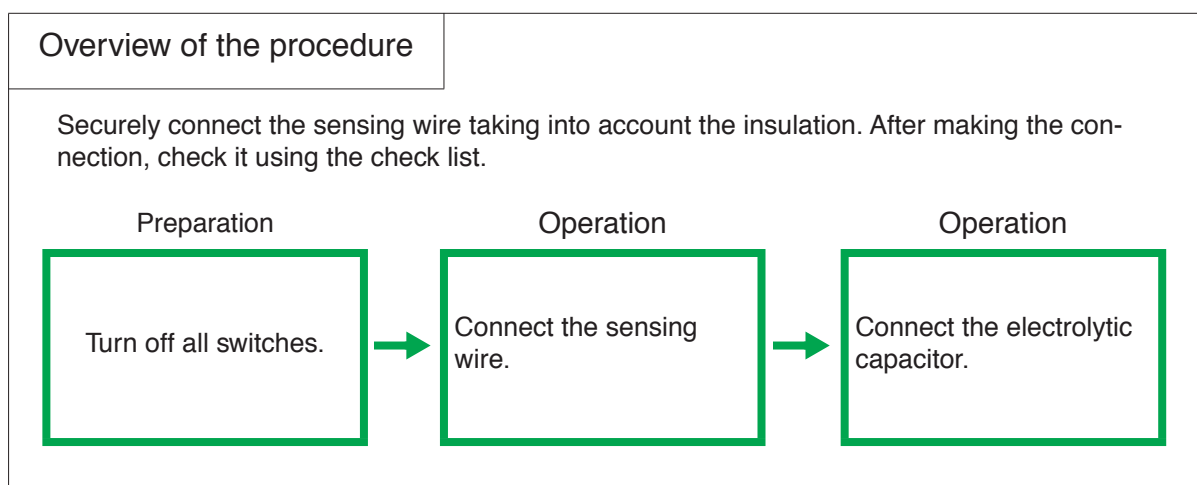 Overview of the procedure
Securely connect the sensing wire taking into account the insulation. After making the con-
nection, check it using the check list.
Preparation
Operation
Operation
Turn off all switches.
Connect the sensing
wire.
Connect the electrolytic
capacitor.